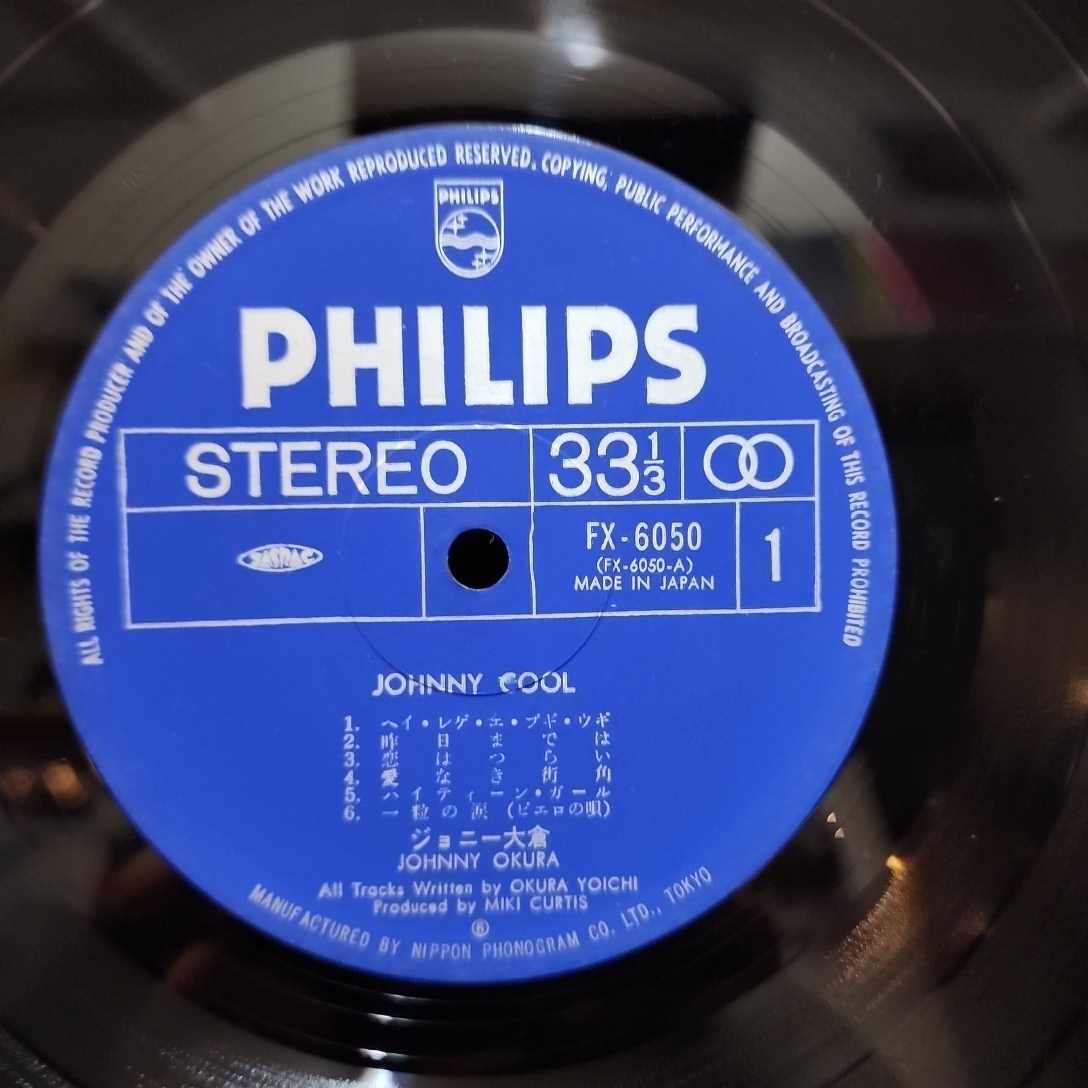 ALL RIGHTS OF THE RECORD PRODUCER AND OF THE OWNER OF THE WORK REPRODUCED RESERVED. COPYING, PUBLIC PERFORMANCE AND BROADCASTING OF THIS RECORD PROHIBITED
PHILIPS
PHILIPS
STEREO 33 1/3
JASRAC
FX-6050
(FX-6050-A)
MADE IN JAPAN
1
JOHNNY COOL
1. ヘイ・レゲ・エ・ブギ・ウギ
2. 昨日までは
3. 恋はつらい
4. 愛なき街角
5. ハイティーン・ガール
6. 一粒の涙 (ピエロの唄)
ジョニー大倉
JOHNNY OKURA
All Tracks Written by OKURA YOICHI
Produced by MIKI CURTIS
Ⓟ
MANUFACTURED BY NIPPON PHONOGRAM CO. LTD., TOKYO